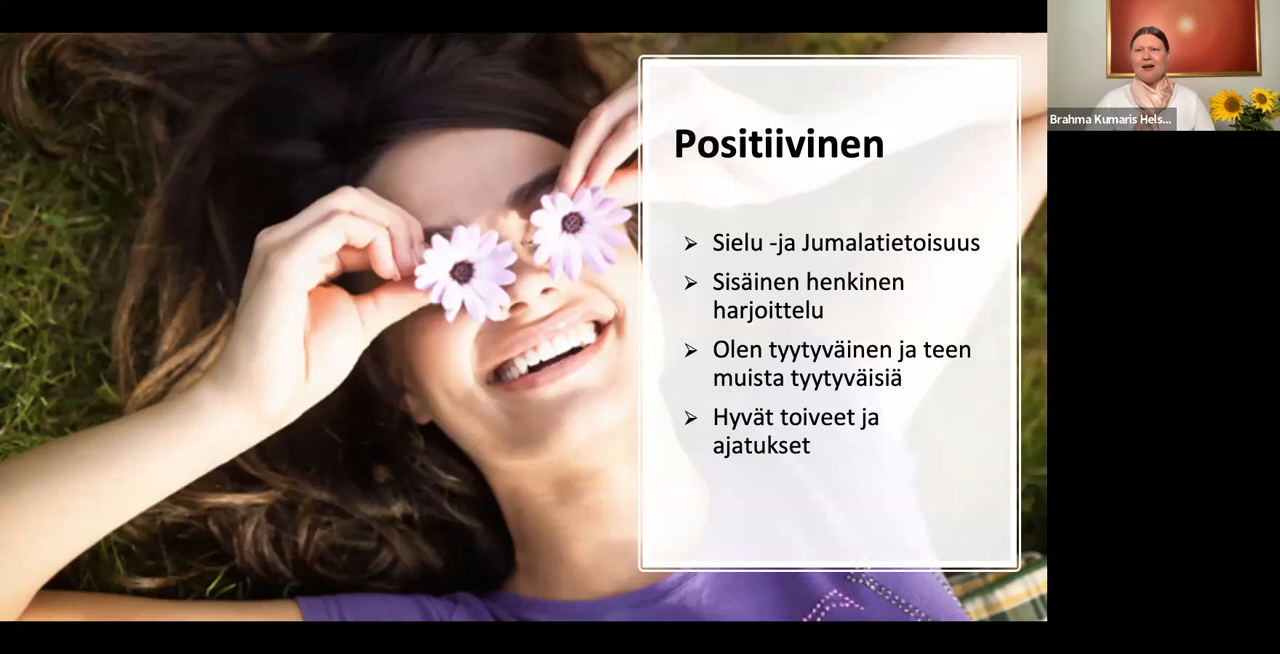 Positiivinen
Sielu -ja Jumalatietoisuus
Sisäinen henkinen
harjoittelu
Olen tyytyväinen ja teen
muista tyytyväisiä
Hyvät toiveet ja
ajatukset
Brahma Kumaris Hels...